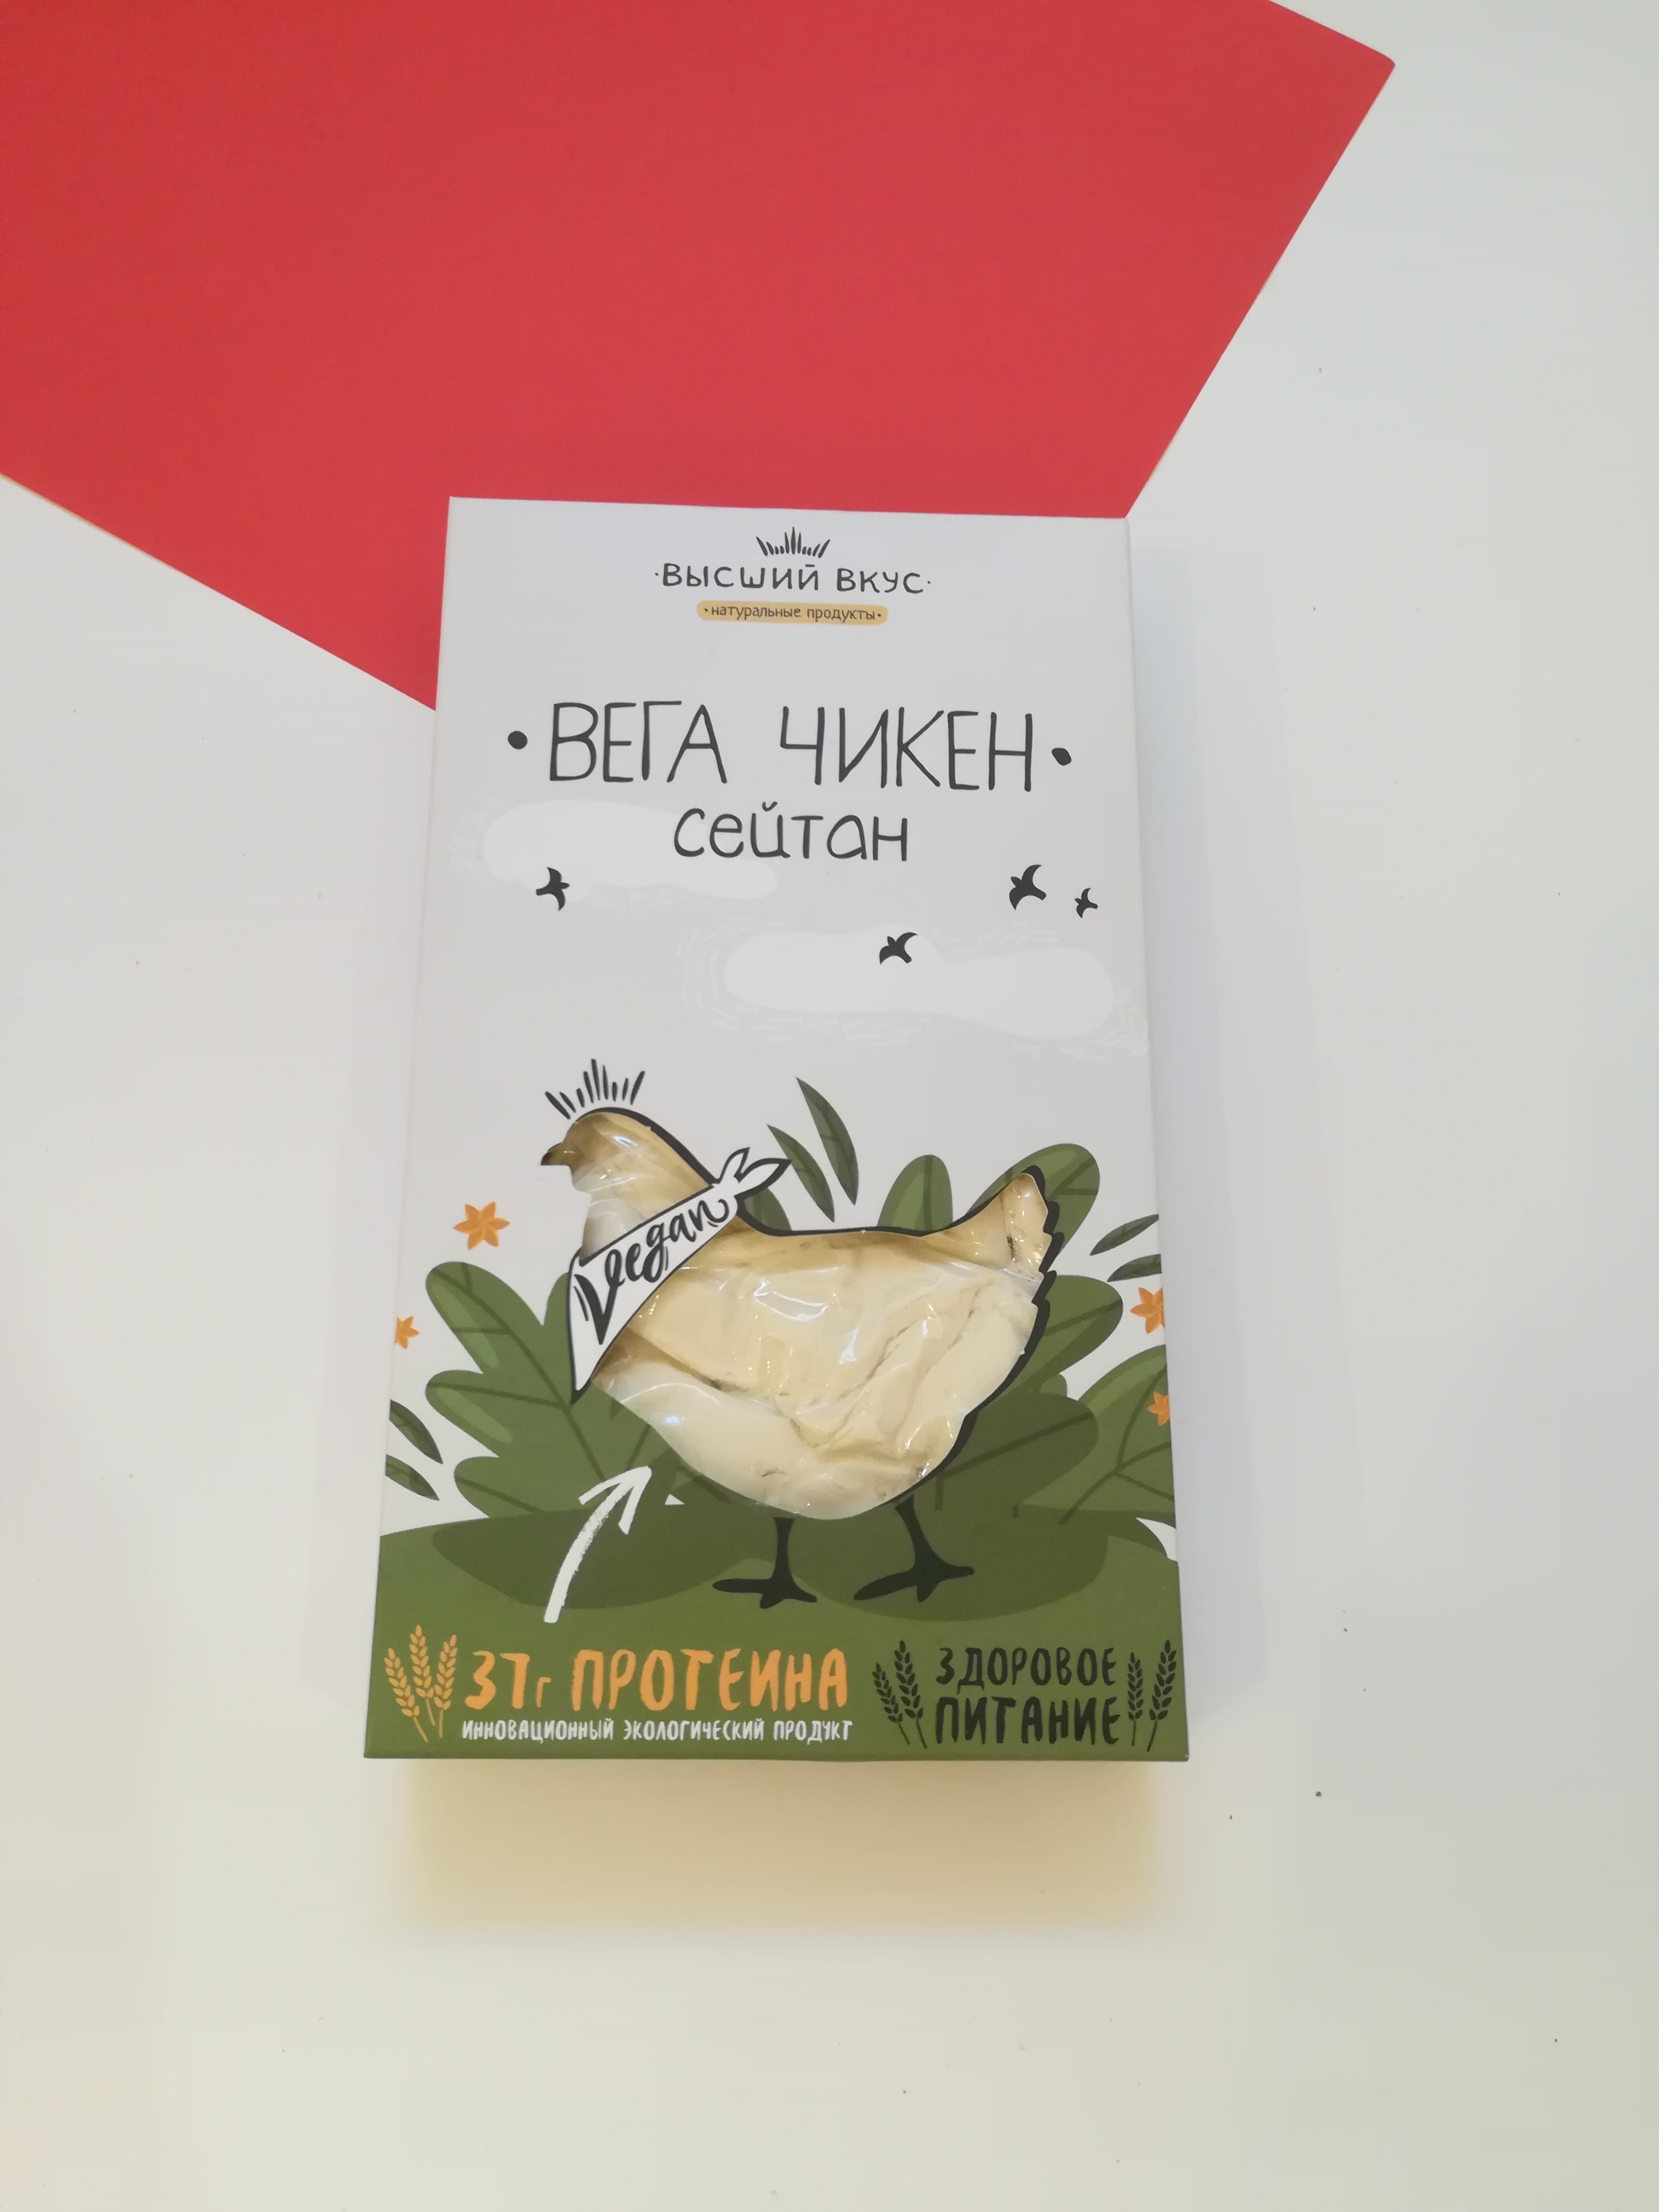 ·ВЫСШИЙ ВКУС·
·натуральные продукты·
·ВЕГА ЧИКЕН·
сейтан
Vegan
37г ПРОТЕИНА
ИННОВАЦИОННЫЙ ЭКОЛОГИЧЕСКИЙ ПРОДУКТ
ЗДОРОВОЕ
ПИТАНИЕ